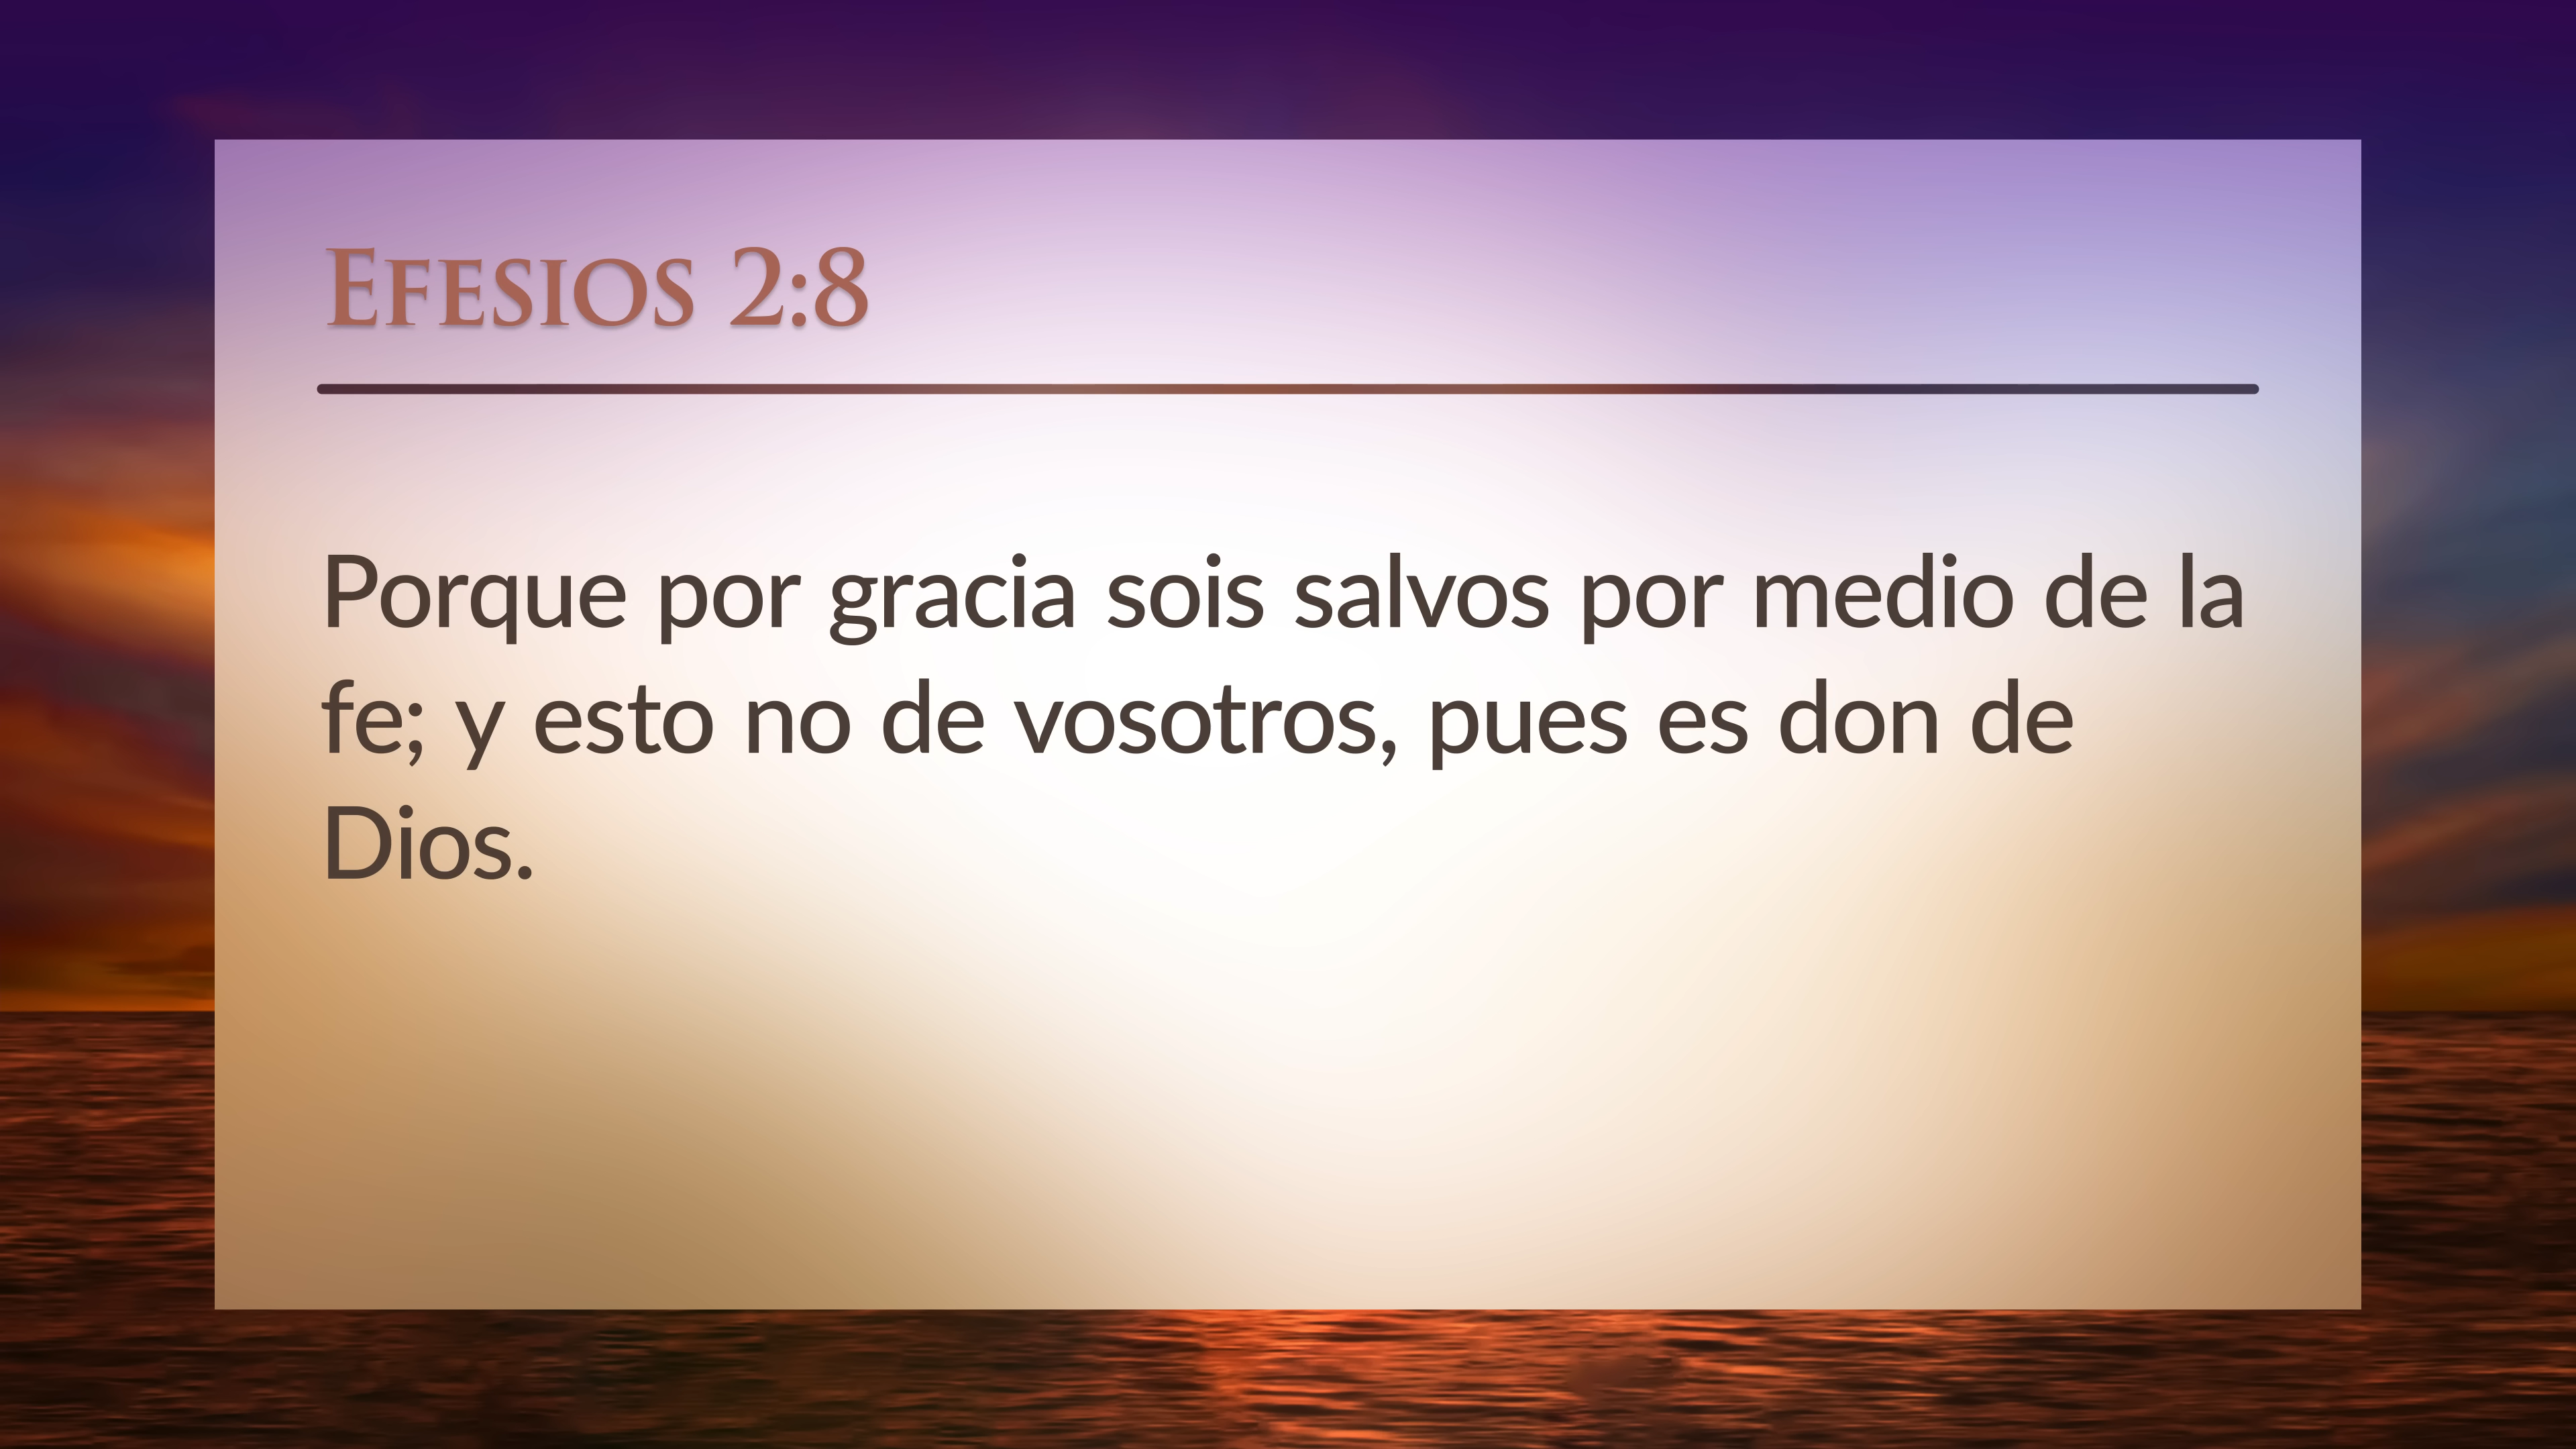 Efesios 2:8
Porque por gracia sois salvos por medio de la
fe; y esto no de vosotros, pues es don de
Dios.